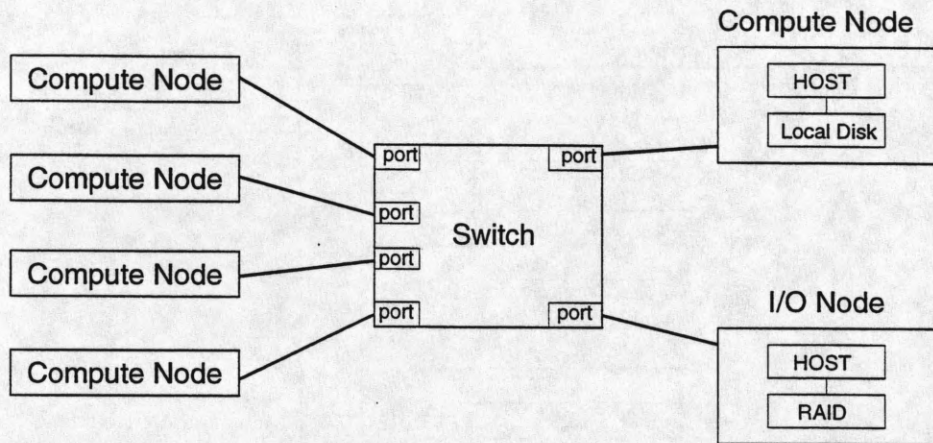 Compute Node
Compute Node
Compute Node
Compute Node
port
port
port
port
Switch
port
port
Compute Node
HOST
Local Disk
I/O Node
HOST
RAID